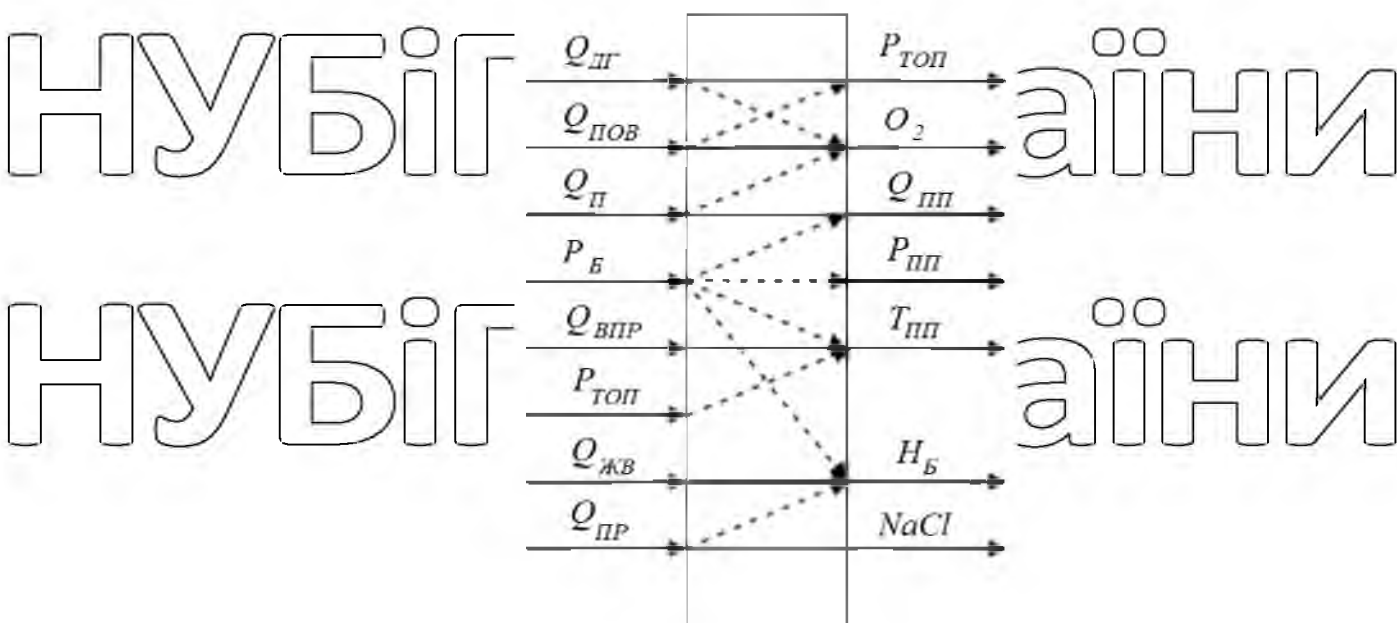 НУБіП аїни
Q_ДГ P_ТОП
Q_ПОВ O_2
Q_П Q_ПП
P_Б P_ПП
НУБіП аїни
Q_ВПР T_ПП
P_ТОП
Q_ЖВ H_Б
Q_ПР NaCl